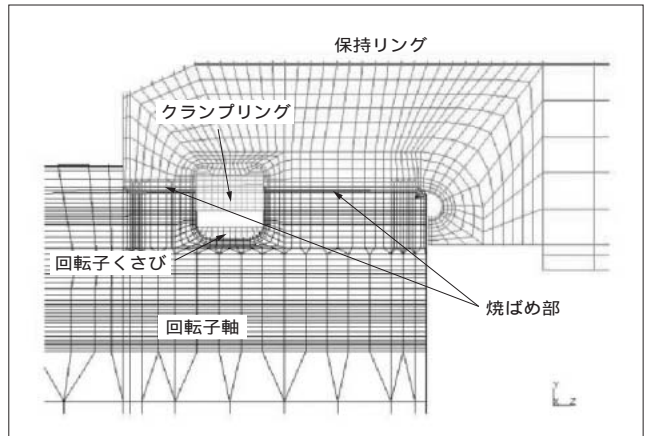 保持リング
クランプリング
回転子くさび
焼ばめ部
回転子軸
Y
X Z